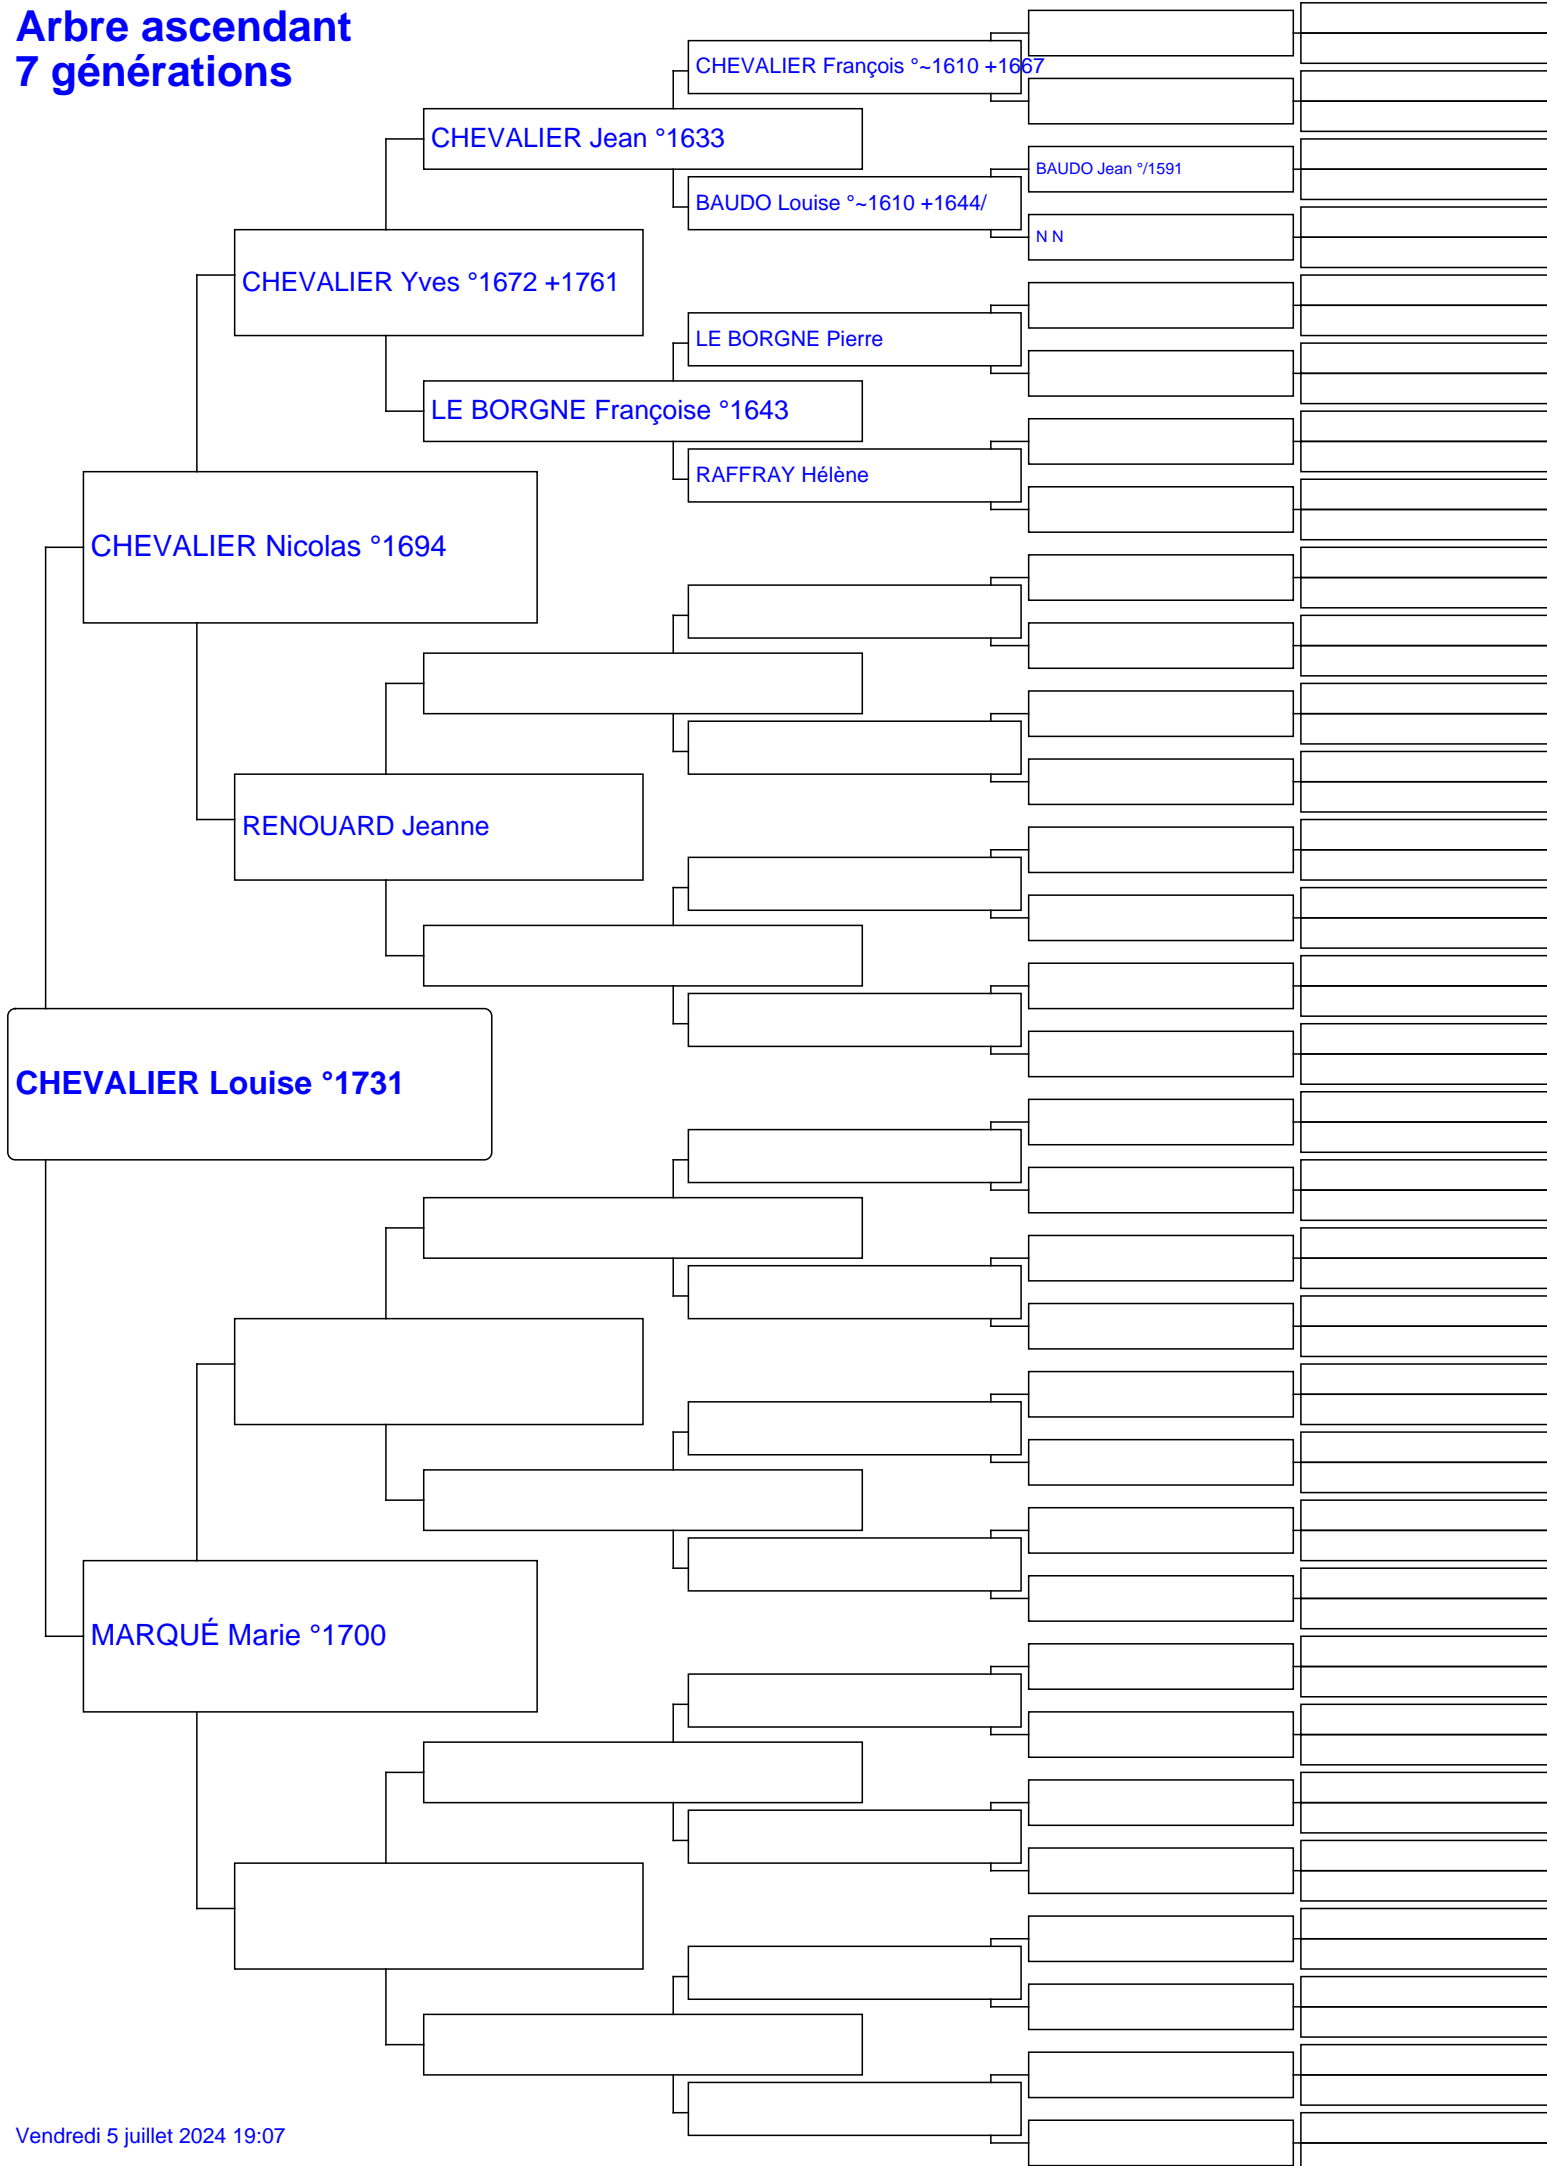 Arbre ascendant
7 générations
CHEVALIER François °~1610 +1667
CHEVALIER Jean °1633
BAUDO Jean °/1591
BAUDO Louise °~1610 +1644/
N N
CHEVALIER Yves °1672 +1761
LE BORGNE Pierre
LE BORGNE Françoise °1643
RAFFRAY Hélène
CHEVALIER Nicolas °1694
RENOUARD Jeanne
CHEVALIER Louise °1731
MARQUÉ Marie °1700
Vendredi 5 juillet 2024 19:07